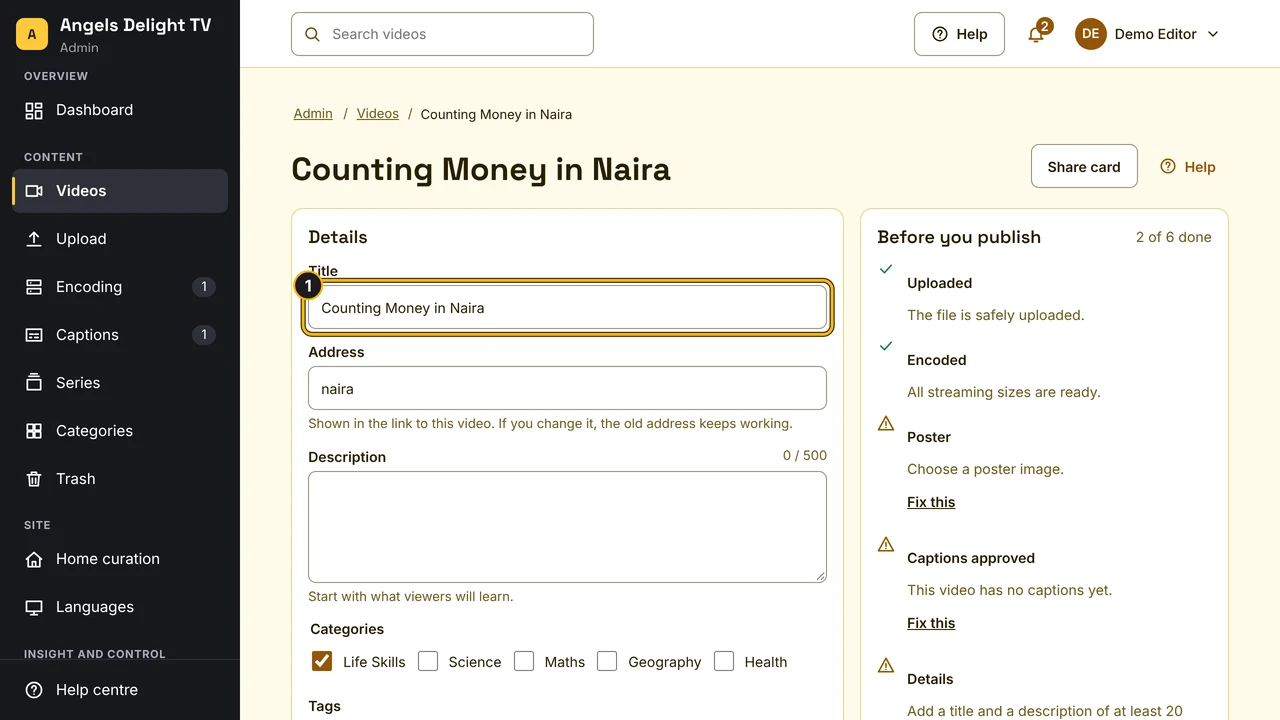 A
Angels Delight TV
Admin
OVERVIEW
Dashboard
CONTENT
Videos
Upload
Encoding 1
Captions 1
Series
Categories
Trash
SITE
Home curation
Languages
INSIGHT AND CONTROL
Help centre
Search videos
Help
2
DE Demo Editor
Admin / Videos / Counting Money in Naira
Counting Money in Naira
Share card
Help
Details
Title
1
Counting Money in Naira
Address
naira
Shown in the link to this video. If you change it, the old address keeps working.
Description 0 / 500
Start with what viewers will learn.
Categories
Life Skills Science Maths Geography Health
Tags
Before you publish 2 of 6 done
Uploaded
The file is safely uploaded.
Encoded
All streaming sizes are ready.
Poster
Choose a poster image.
Fix this
Captions approved
This video has no captions yet.
Fix this
Details
Add a title and a description of at least 20